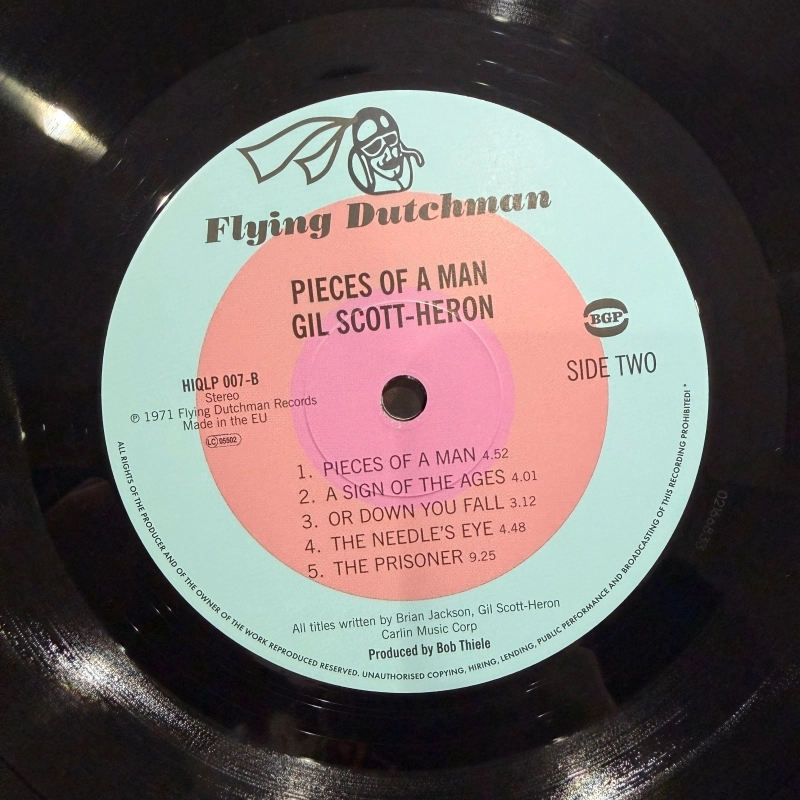 Flying Dutchman
PIECES OF A MAN
GIL SCOTT-HERON
BGP
SIDE TWO
HIQLP 007-B
Stereo
℗ 1971 Flying Dutchman Records
Made in the EU
LC 05502
1. PIECES OF A MAN 4.52
2. A SIGN OF THE AGES 4.01
3. OR DOWN YOU FALL 3.12
4. THE NEEDLE'S EYE 4.48
5. THE PRISONER 9.25
All titles written by Brian Jackson, Gil Scott-Heron
Carlin Music Corp
Produced by Bob Thiele
ALL RIGHTS OF THE PRODUCER AND OF THE OWNER OF THE WORK REPRODUCED RESERVED. UNAUTHORISED COPYING, HIRING, LENDING, PUBLIC PERFORMANCE AND BROADCASTING OF THIS RECORDING PROHIBITED!